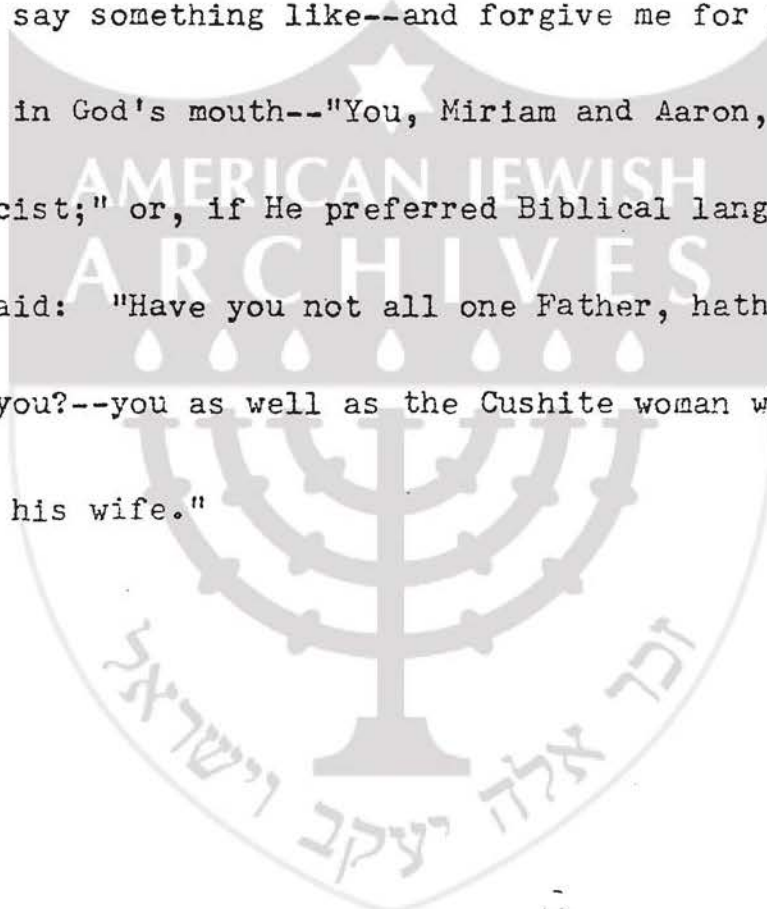 say something like--and forgive me for
in God's mouth--"You, Miriam and Aaron,
AMERICAN JEWISH
cist;" or, if He preferred Biblical lang
ARCHIVES
aid: "Have you not all one Father, hath
you?--you as well as the Cushite woman w
his wife."
זכר אלה יעקב וישראל